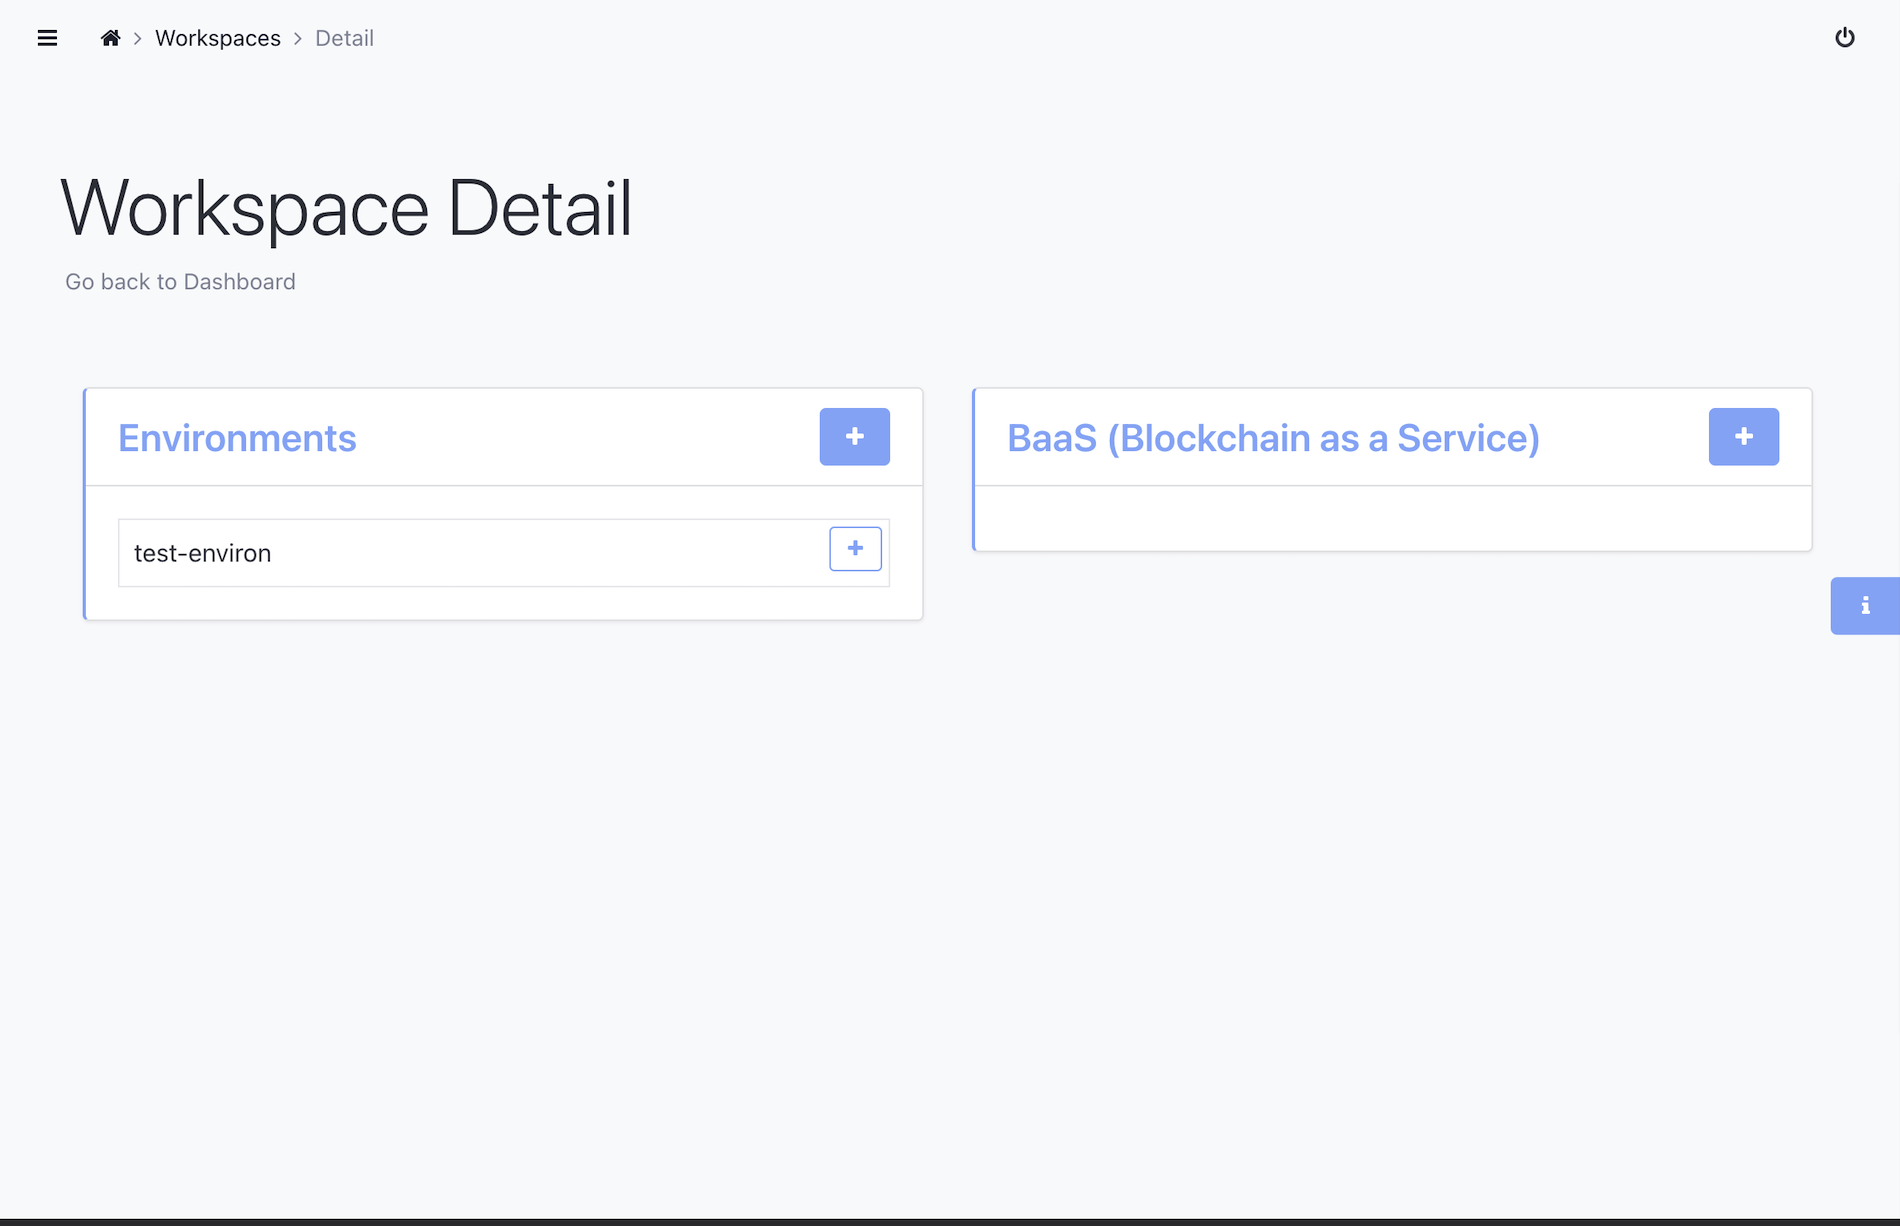 Workspaces
Detail
Workspace Detail
Go back to Dashboard
Environments
test-environ
BaaS (Blockchain as a Service)